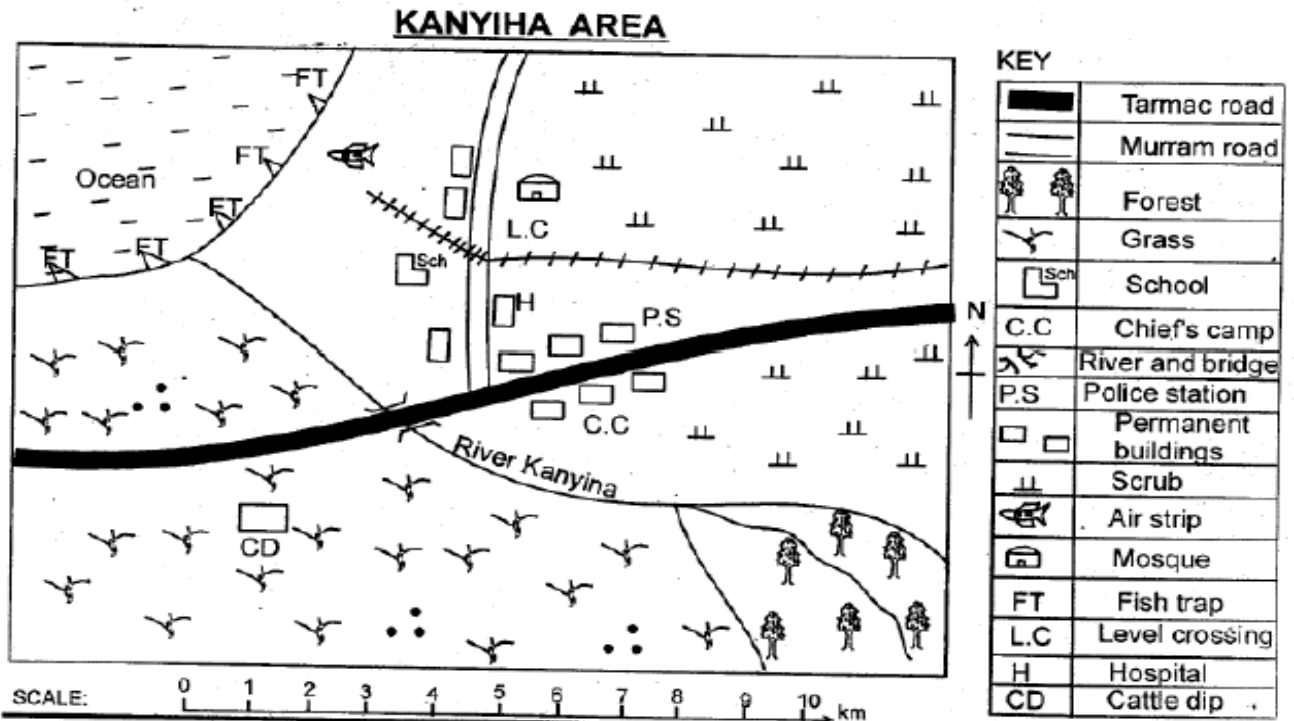 KANYIHA AREA
FT
FT
Ocean
FT
FT
FT
L.C
Sch
H
P.S
C.C
River Kanyina
CD
N
KEY
Tarmac road
Murram road
Forest
Grass
Sch
School
C.C
Chief's camp
River and bridge
P.S
Police station
Permanent
buildings
Scrub
Air strip
Mosque
FT
Fish trap
L.C
Level crossing
H
Hospital
CD
Cattle dip
SCALE:
0 1 2 3 4 5 6 7 8 9 10 km